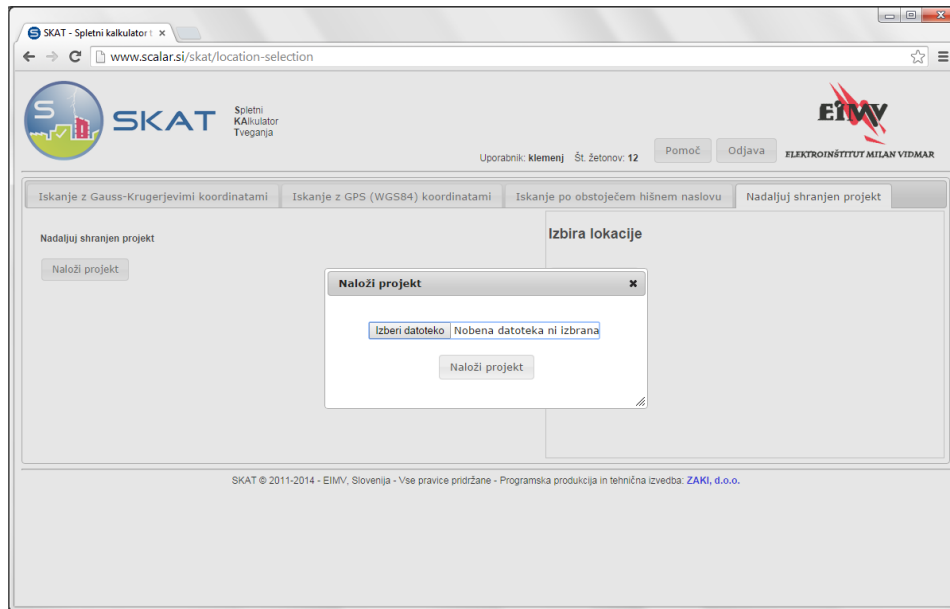 SKAT - Spletni kalkulator t
www.scalar.si/skat/location-selection
S
SKAT
Spletni
KAlkulator
Tveganja
EIMV
Uporabnik: klemenj Št. žetonov: 12
Pomoč
Odjava
ELEKTROINŠTITUT MILAN VIDMAR
Iskanje z Gauss-Krugerjevimi koordinatami
Iskanje z GPS (WGS84) koordinatami
Iskanje po obstoječem hišnem naslovu
Nadaljuj shranjen projekt
Nadaljuj shranjen projekt
Izbira lokacije
Naloži projekt
Naloži projekt
Izberi datoteko Nobena datoteka ni izbrana
Naloži projekt
SKAT © 2011-2014 - EIMV, Slovenija - Vse pravice pridržane - Programska produkcija in tehnična izvedba: ZAKI, d.o.o.